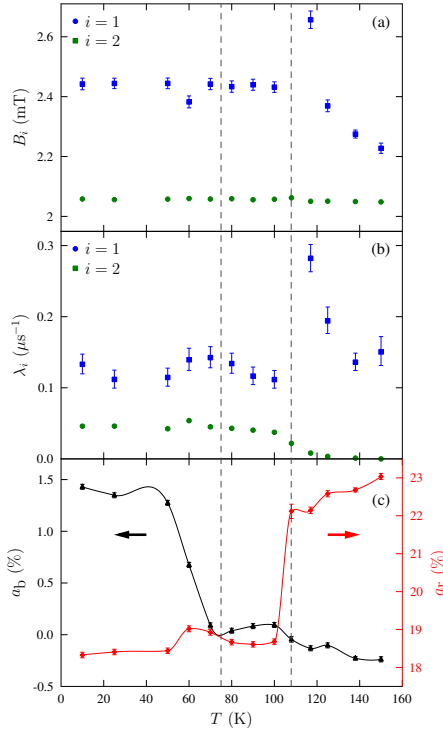 (a)
i = 1
i = 2
2.6
2.4
2.2
2
B_i (mT)
(b)
i = 1
i = 2
0.3
0.2
0.1
0.0
λ_i (μs⁻¹)
(c)
1.5
1.0
0.5
0.0
-0.5
a_b (%)
23
22
21
20
19
18
a_r (%)
0 20 40 60 80 100 120 140 160
T (K)